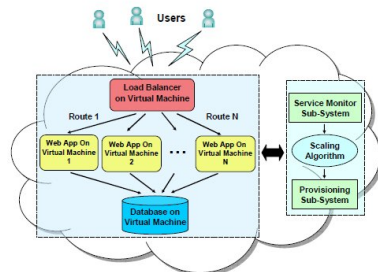 Users
Load Balancer
on Virtual Machine
Route 1
Route N
Web App On
Virtual Machine
1
Web App On
Virtual Machine
2
Web App On
Virtual Machine
N
Database on
Virtual Machine
Service Monitor
Sub-System
Scaling
Algorithm
Provisioning
Sub-System